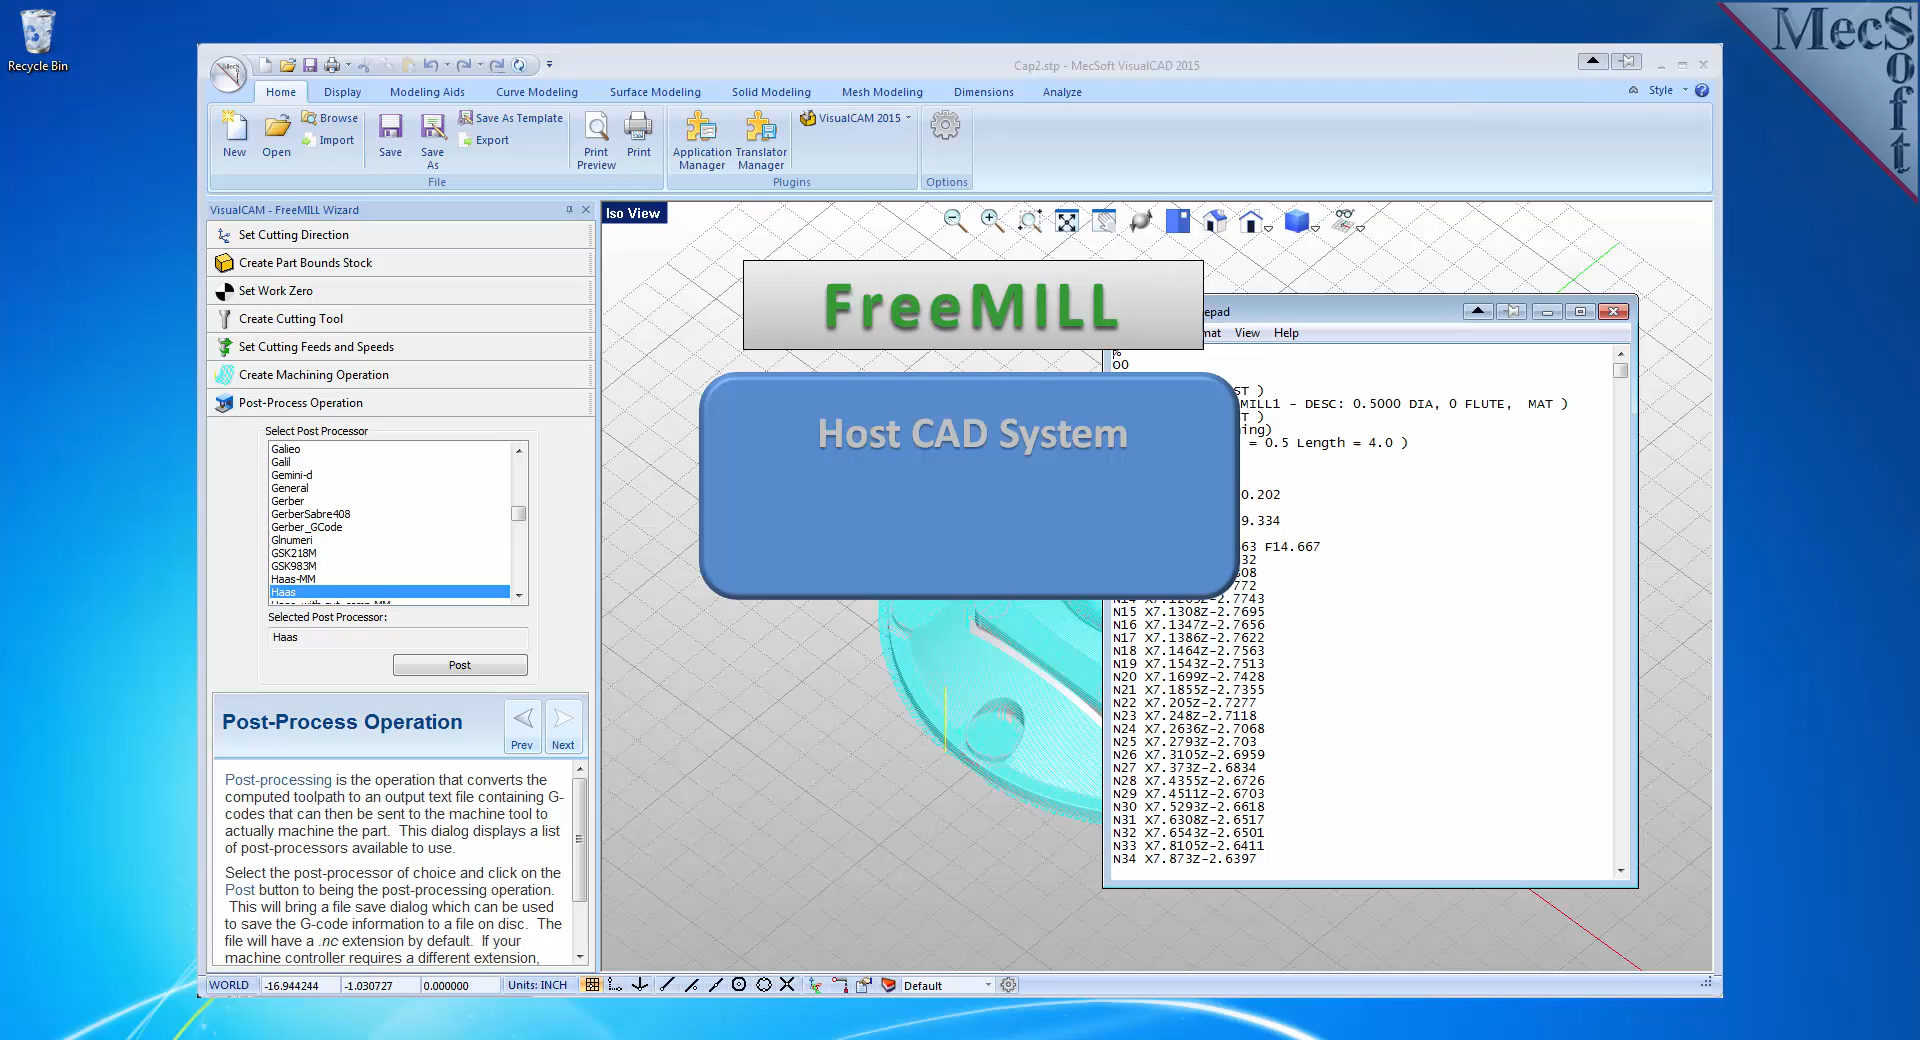 Recycle Bin
MecSoft
Cap2.stp - MecSoft VisualCAD 2015
Home
Display
Modeling Aids
Curve Modeling
Surface Modeling
Solid Modeling
Mesh Modeling
Dimensions
Analyze
Style
New
Open
Browse
Import
Save
Save As
Save As Template
Export
Print Preview
Print
File
Application Manager
Translator Manager
VisualCAM 2015
Plugins
Options
VisualCAM - FreeMILL Wizard
Set Cutting Direction
Create Part Bounds Stock
Set Work Zero
Create Cutting Tool
Set Cutting Feeds and Speeds
Create Machining Operation
Post-Process Operation
Select Post Processor
Galieo
Galil
Gemini-d
General
Gerber
GerberSabre408
Gerber_GCode
Glnumeri
GSK218M
GSK983M
Haas-MM
Haas
Selected Post Processor:
Haas
Post
Post-Process Operation
Prev
Next
Post-processing is the operation that converts the
computed toolpath to an output text file containing G-
codes that can then be sent to the machine tool to
actually machine the part.  This dialog displays a list
of post-processors available to use.
Select the post-processor of choice and click on the
Post button to being the post-processing operation.
This will bring a file save dialog which can be used
to save the G-code information to a file on disc.  The
file will have a .nc extension by default.  If your
machine controller requires a different extension,
Iso View
FreeMILL
Host CAD System
epad
mat
View
Help
%
O0
ST )
MILL1 - DESC: 0.5000 DIA, 0 FLUTE,  MAT )
T )
ing)
= 0.5 Length = 4.0 )
0.202
9.334
63 F14.667
32
308
772
N15 X7.1308Z-2.7695
N16 X7.1347Z-2.7656
N17 X7.1386Z-2.7622
N18 X7.1464Z-2.7563
N19 X7.1543Z-2.7513
N20 X7.1699Z-2.7428
N21 X7.1855Z-2.7355
N22 X7.205Z-2.7277
N23 X7.248Z-2.7118
N24 X7.2636Z-2.7068
N25 X7.2793Z-2.703
N26 X7.3105Z-2.6959
N27 X7.373Z-2.6834
N28 X7.4355Z-2.6726
N29 X7.4511Z-2.6703
N30 X7.5293Z-2.6618
N31 X7.6308Z-2.6517
N32 X7.6543Z-2.6501
N33 X7.8105Z-2.6411
N34 X7.873Z-2.6397
WORLD
-16.944244
-1.030727
0.000000
Units: INCH
Default